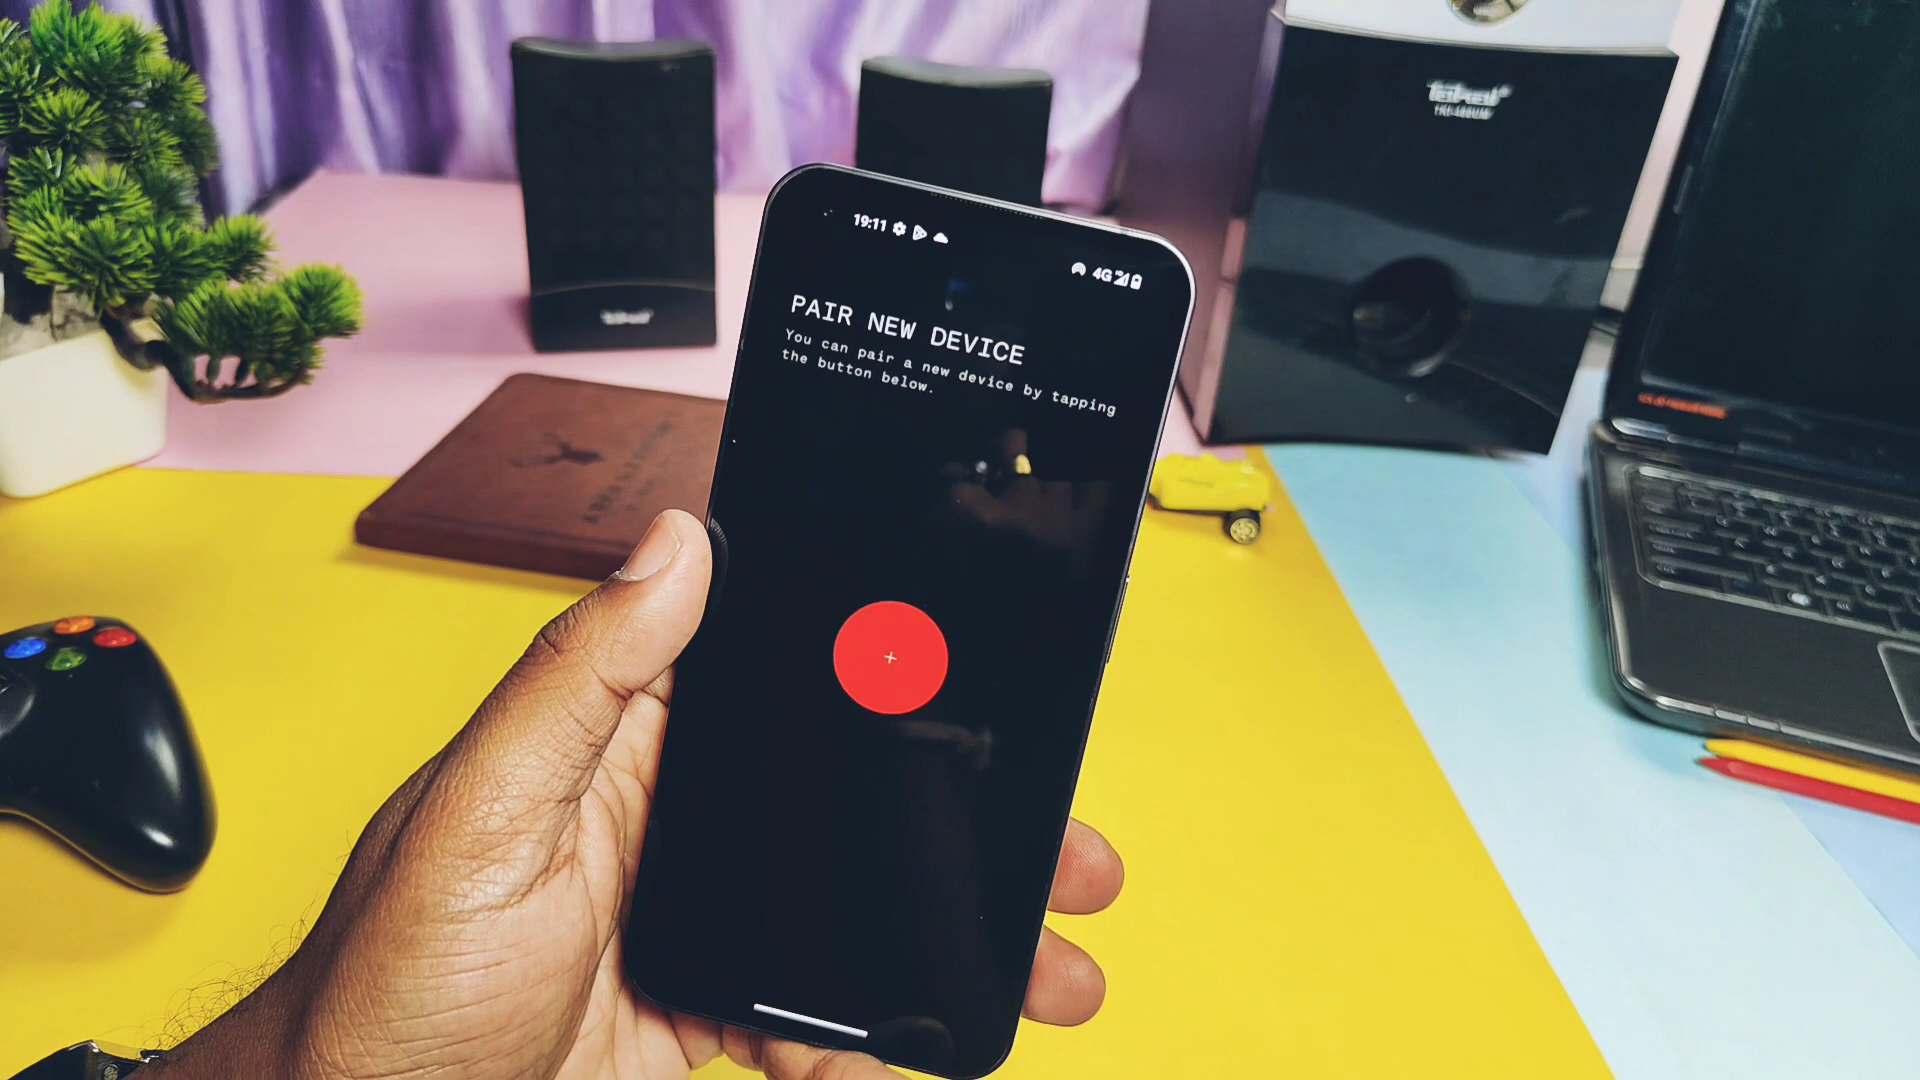 19:11
4G
PAIR NEW DEVICE
You can pair a new device by tapping
the button below.